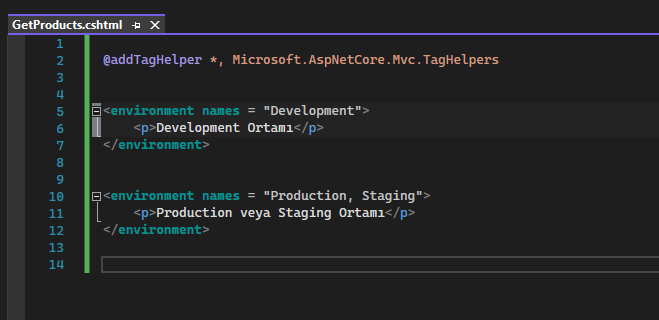 GetProducts.cshtml
1
2 @addTagHelper *, Microsoft.AspNetCore.Mvc.TagHelpers
3
4
5 <environment names = "Development">
6 <p>Development Ortamı</p>
7 </environment>
8
9
10 <environment names = "Production, Staging">
11 <p>Production veya Staging Ortamı</p>
12 </environment>
13
14